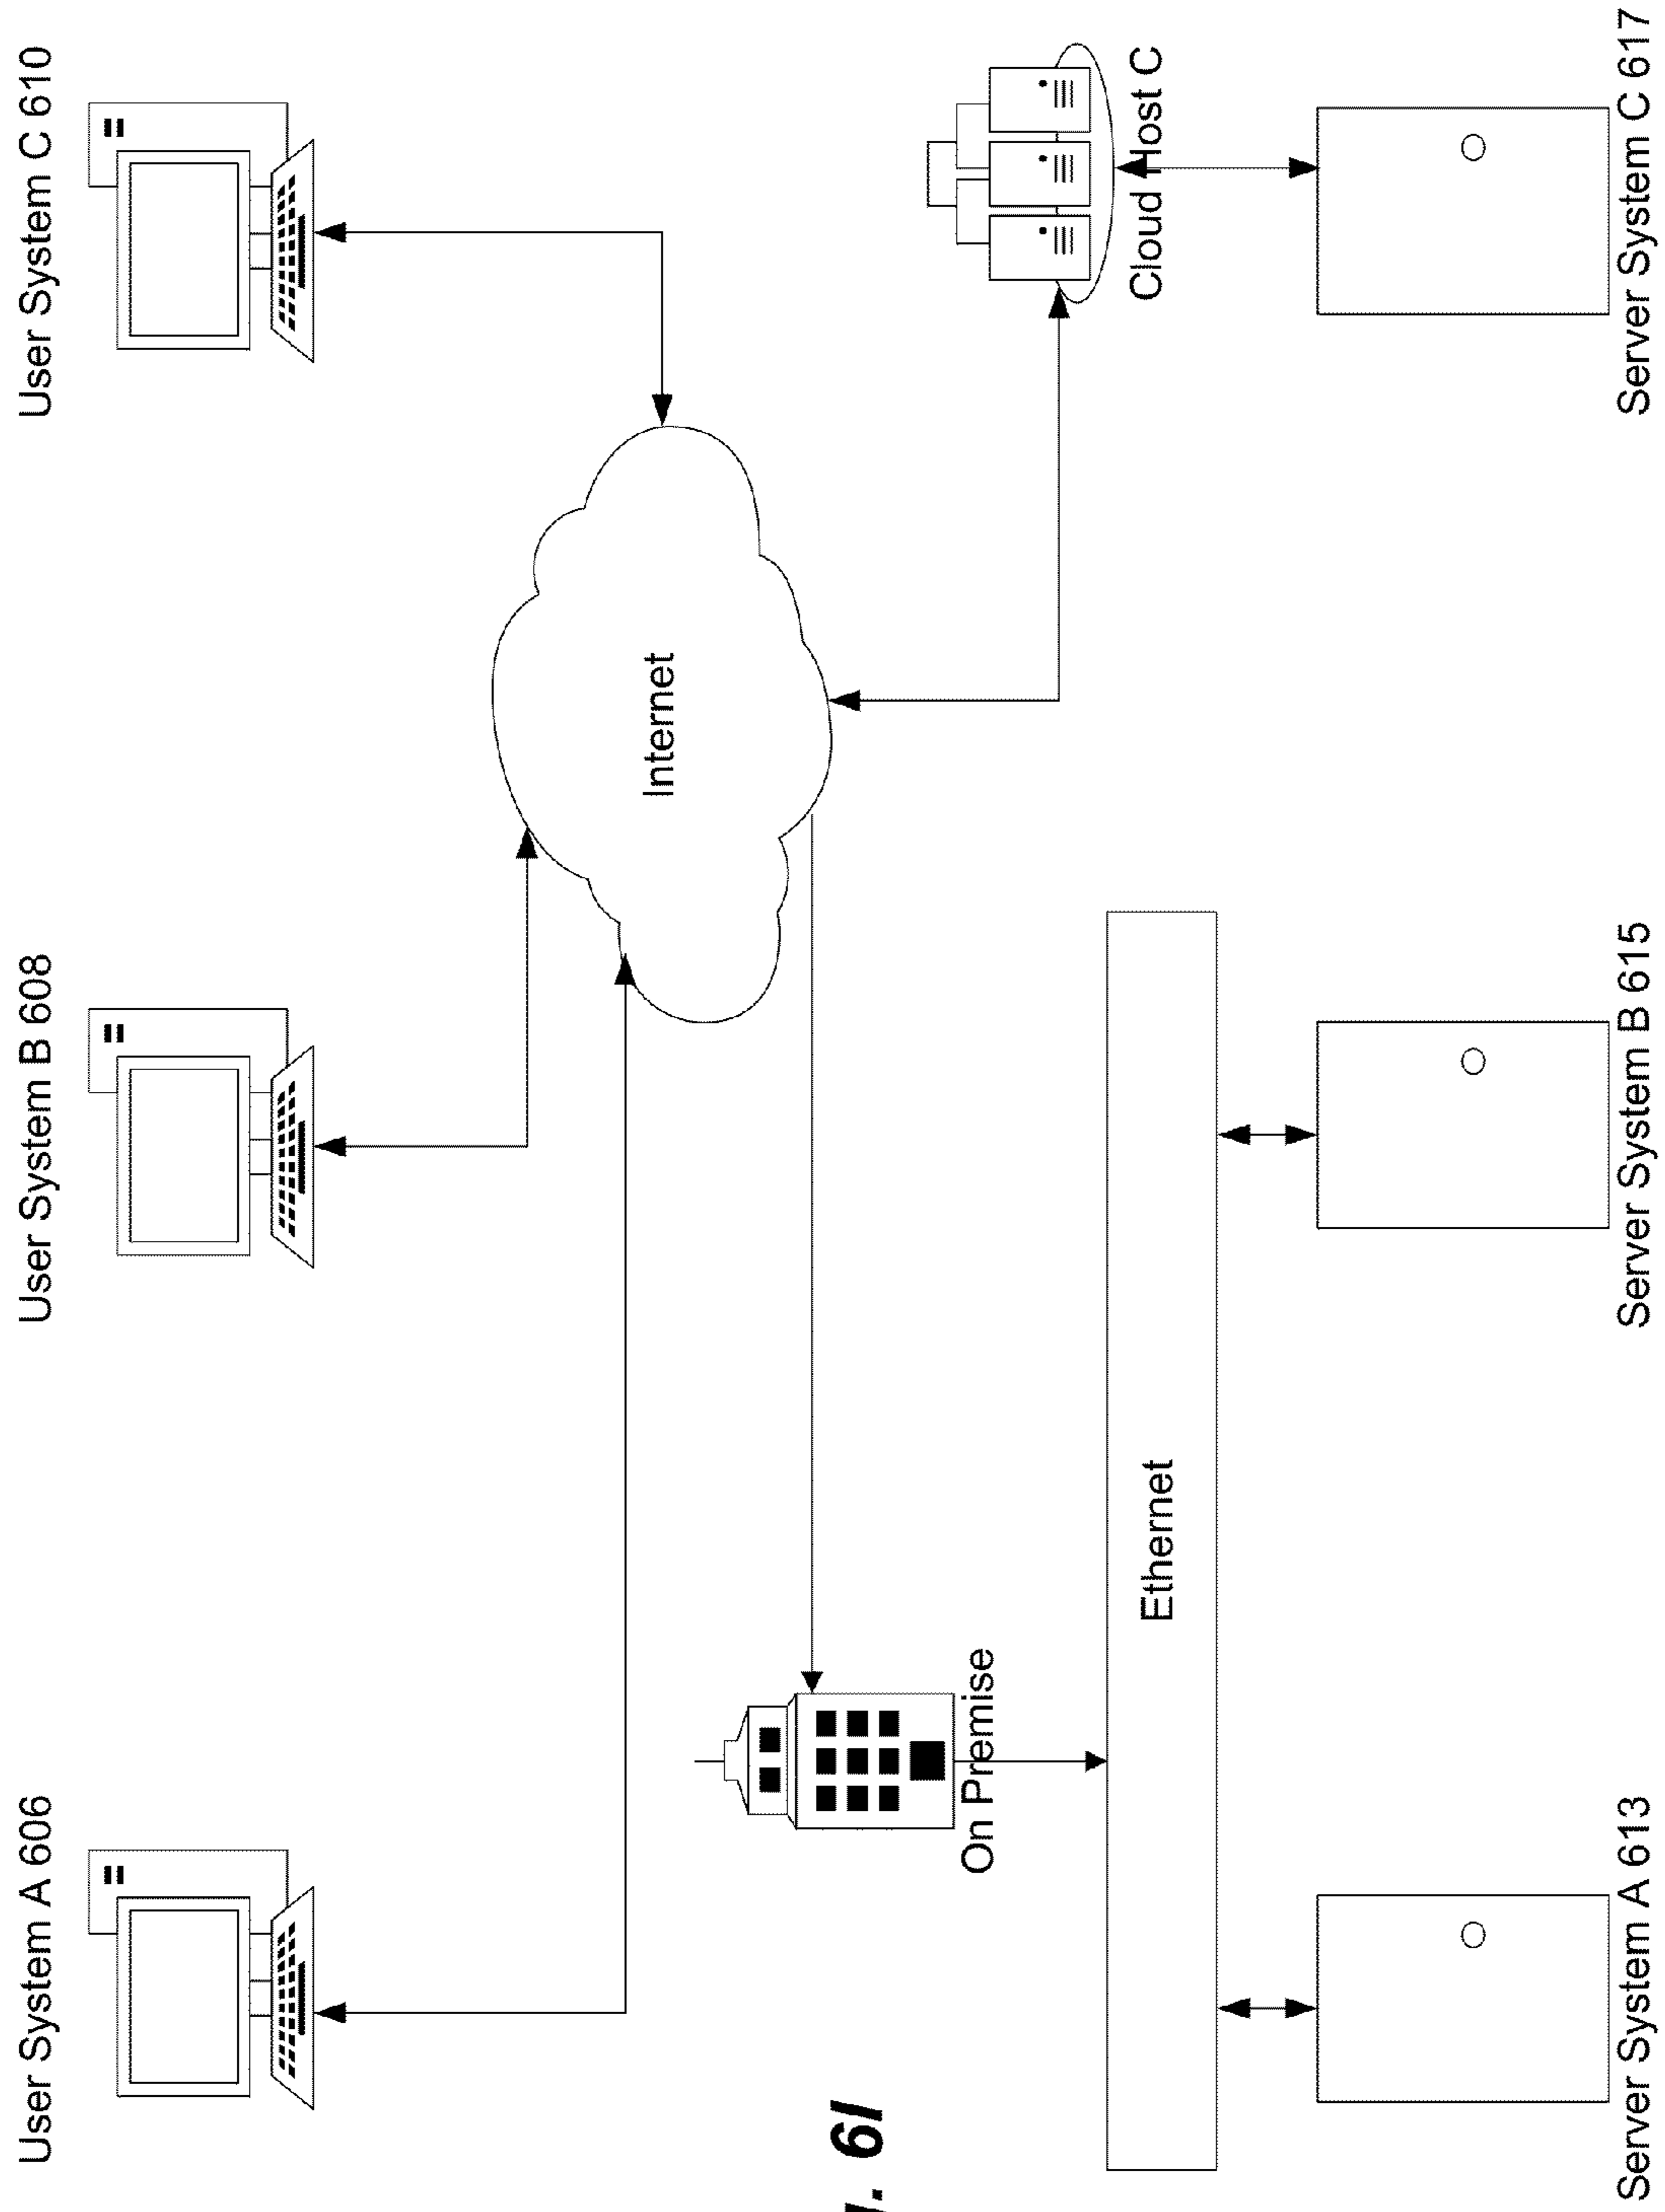 User System A 606
User System B 608
User System C 610
Internet
On Premise
Cloud Host C
Ethernet
6I
Server System A 613
Server System B 615
Server System C 617